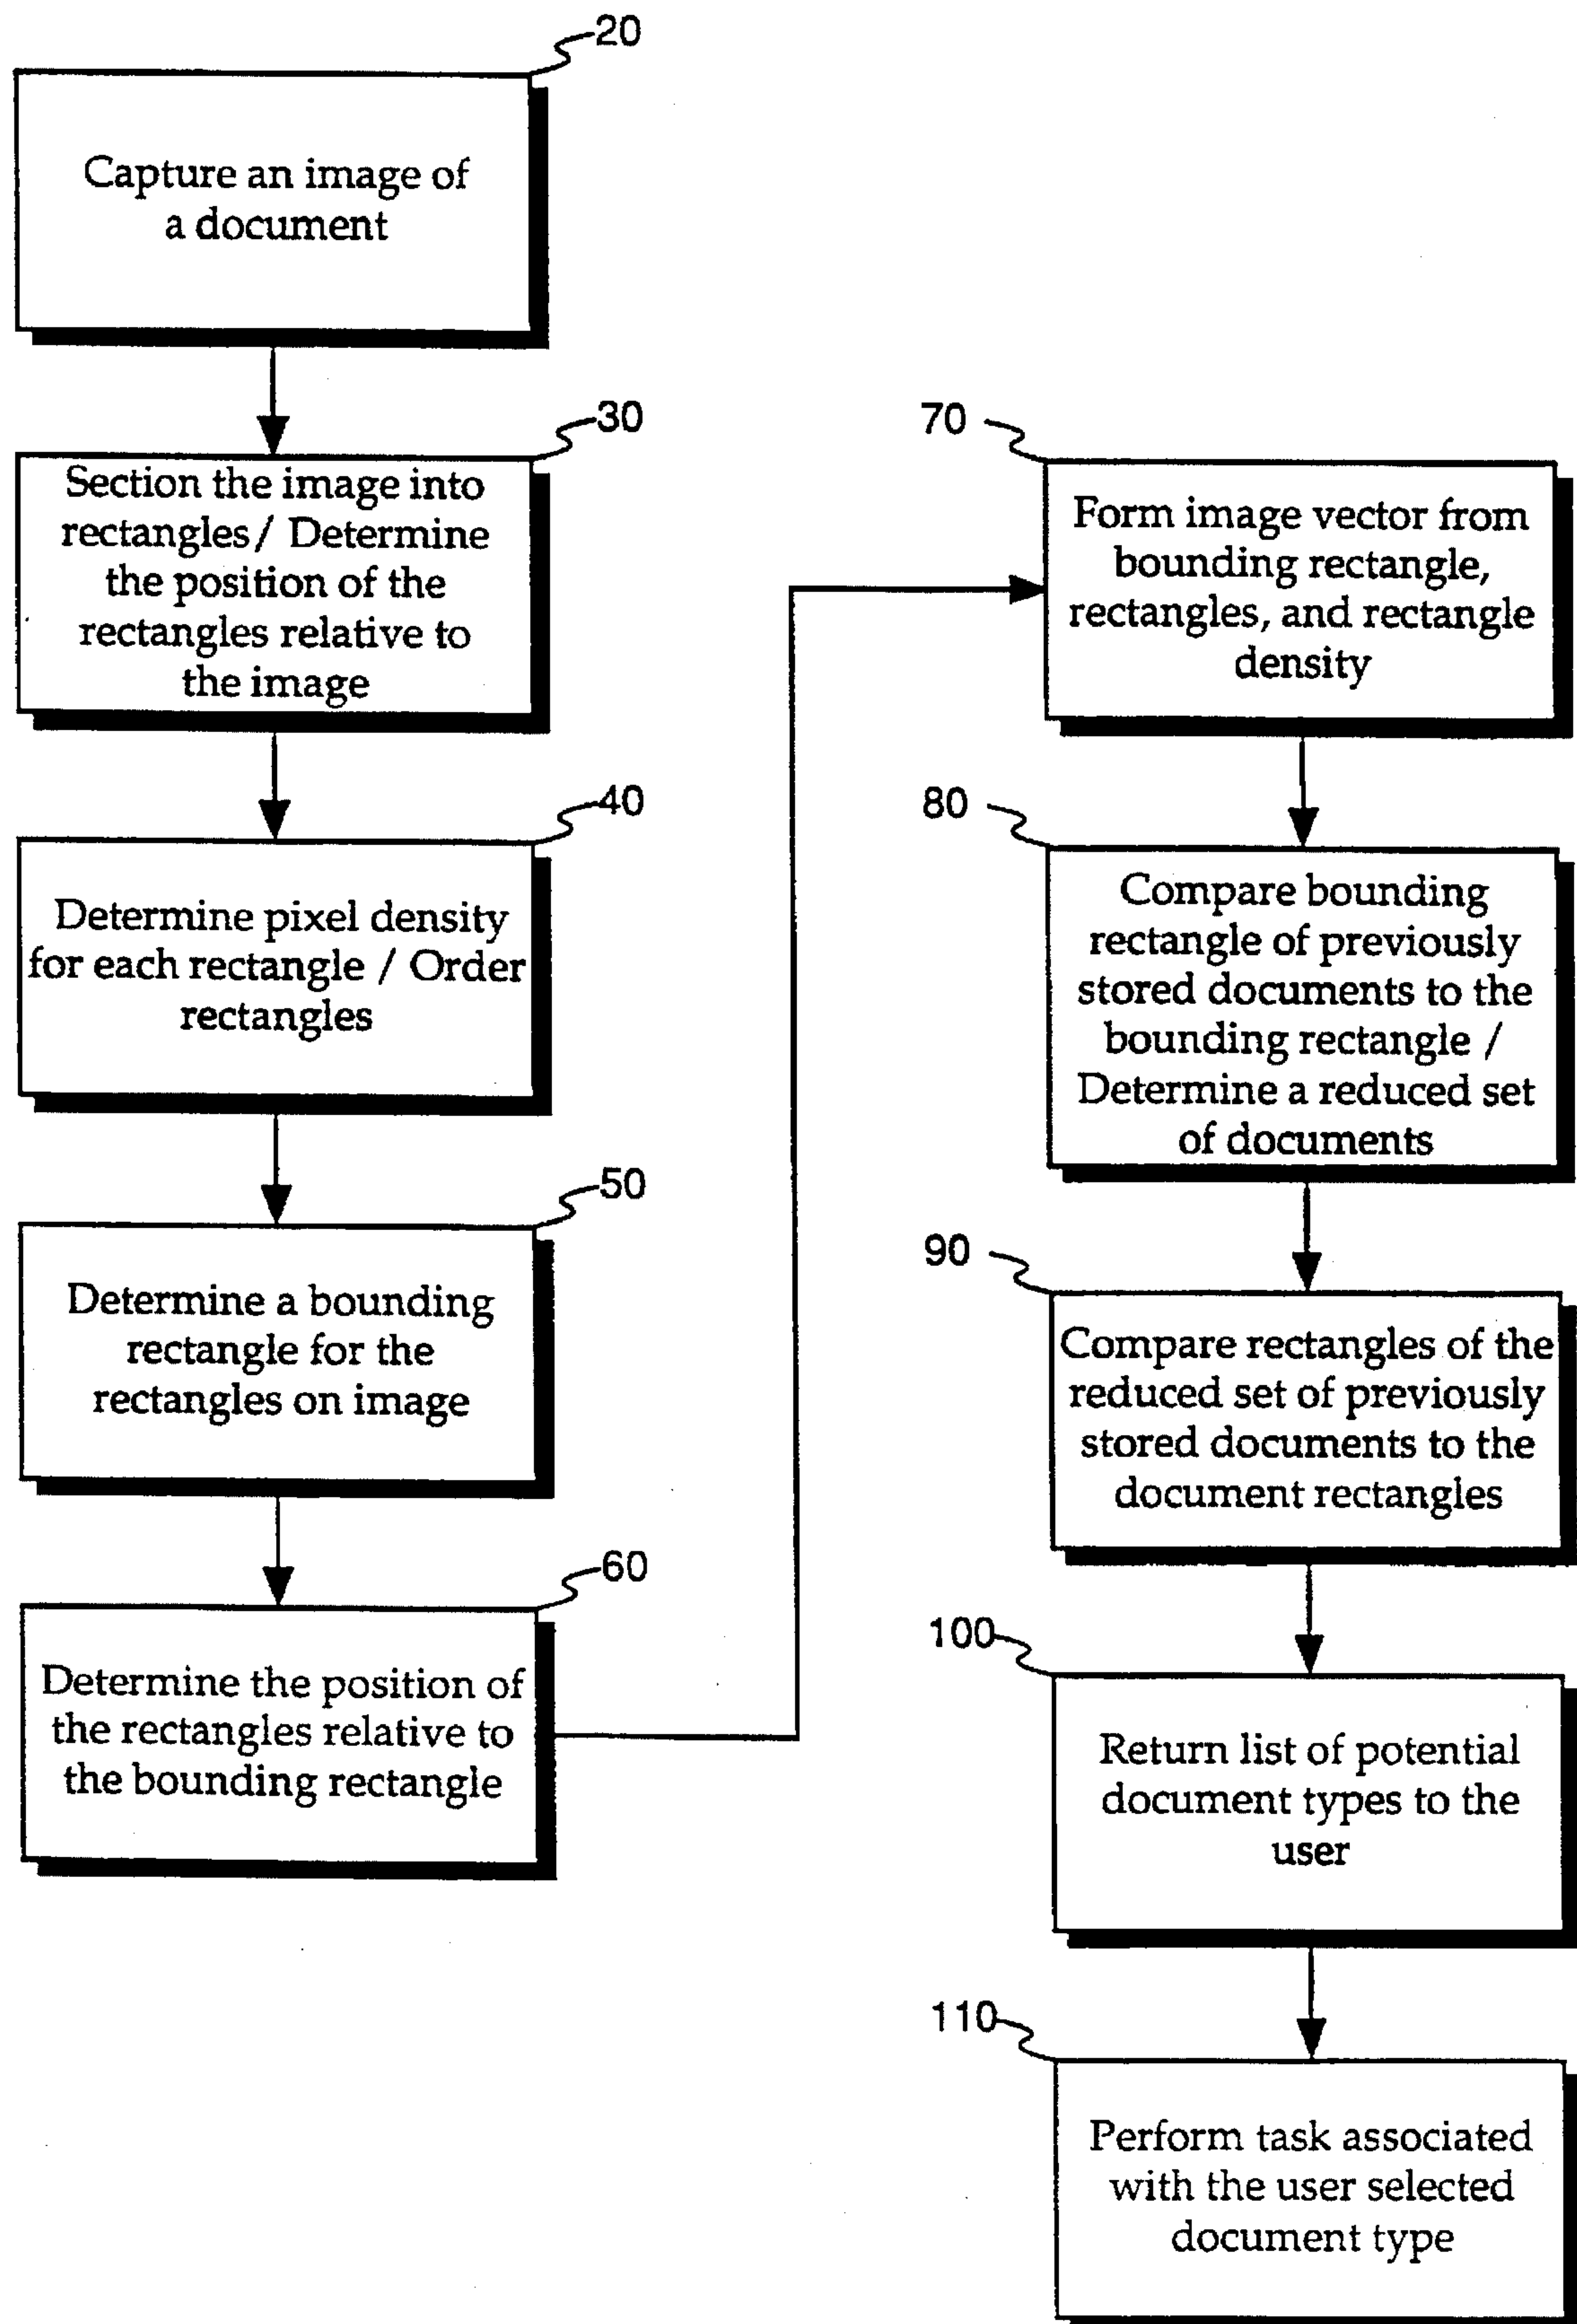 20
Capture an image of
a document
30
Section the image into
rectangles/ Determine
the position of the
rectangles relative to
the image
40
Determine pixel density
for each rectangle / Order
rectangles
50
Determine a bounding
rectangle for the
rectangles on image
60
Determine the position of
the rectangles relative to
the bounding rectangle
70
Form image vector from
bounding rectangle,
rectangles, and rectangle
density
80
Compare bounding
rectangle of previously
stored documents to the
bounding rectangle /
Determine a reduced set
of documents
90
Compare rectangles of the
reduced set of previously
stored documents to the
document rectangles
100
Return list of potential
document types to the
user
110
Perform task associated
with the user selected
document type